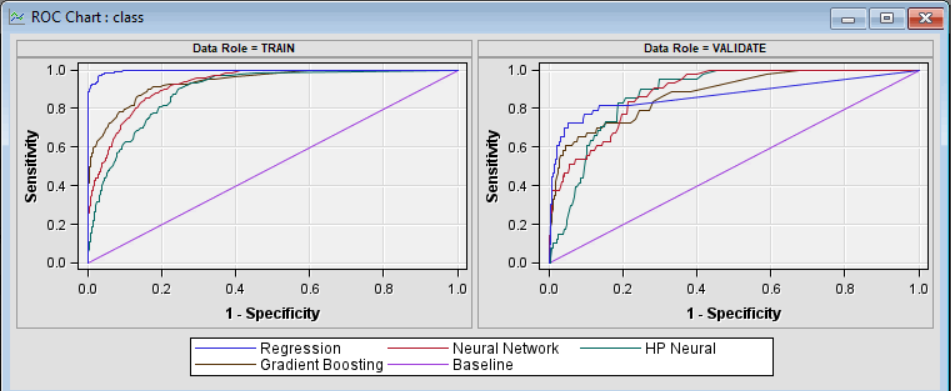 ROC Chart : class
Data Role = TRAIN
Data Role = VALIDATE
Sensitivity
1.0
0.8
0.6
0.4
0.2
0.0
0.0 0.2 0.4 0.6 0.8 1.0
1 - Specificity
Sensitivity
1.0
0.8
0.6
0.4
0.2
0.0
0.0 0.2 0.4 0.6 0.8 1.0
1 - Specificity
Regression Neural Network HP Neural
Gradient Boosting Baseline